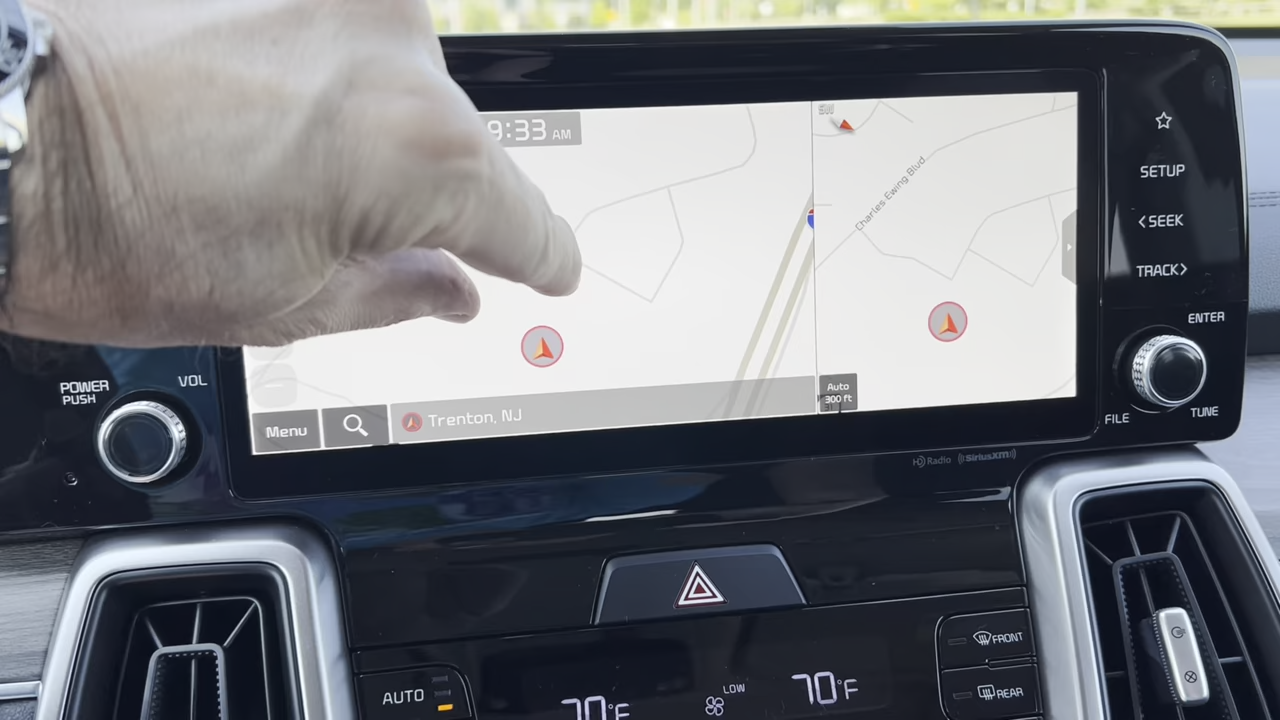 9:33 AM
SW
Charles Ewing Blvd
Auto
300 ft
Menu
Trenton, NJ
SETUP
<SEEK
TRACK>
ENTER
FILE
TUNE
POWER
PUSH
VOL
HD Radio
((SiriusXM))
AUTO
70°F
LOW
70°F
FRONT
REAR